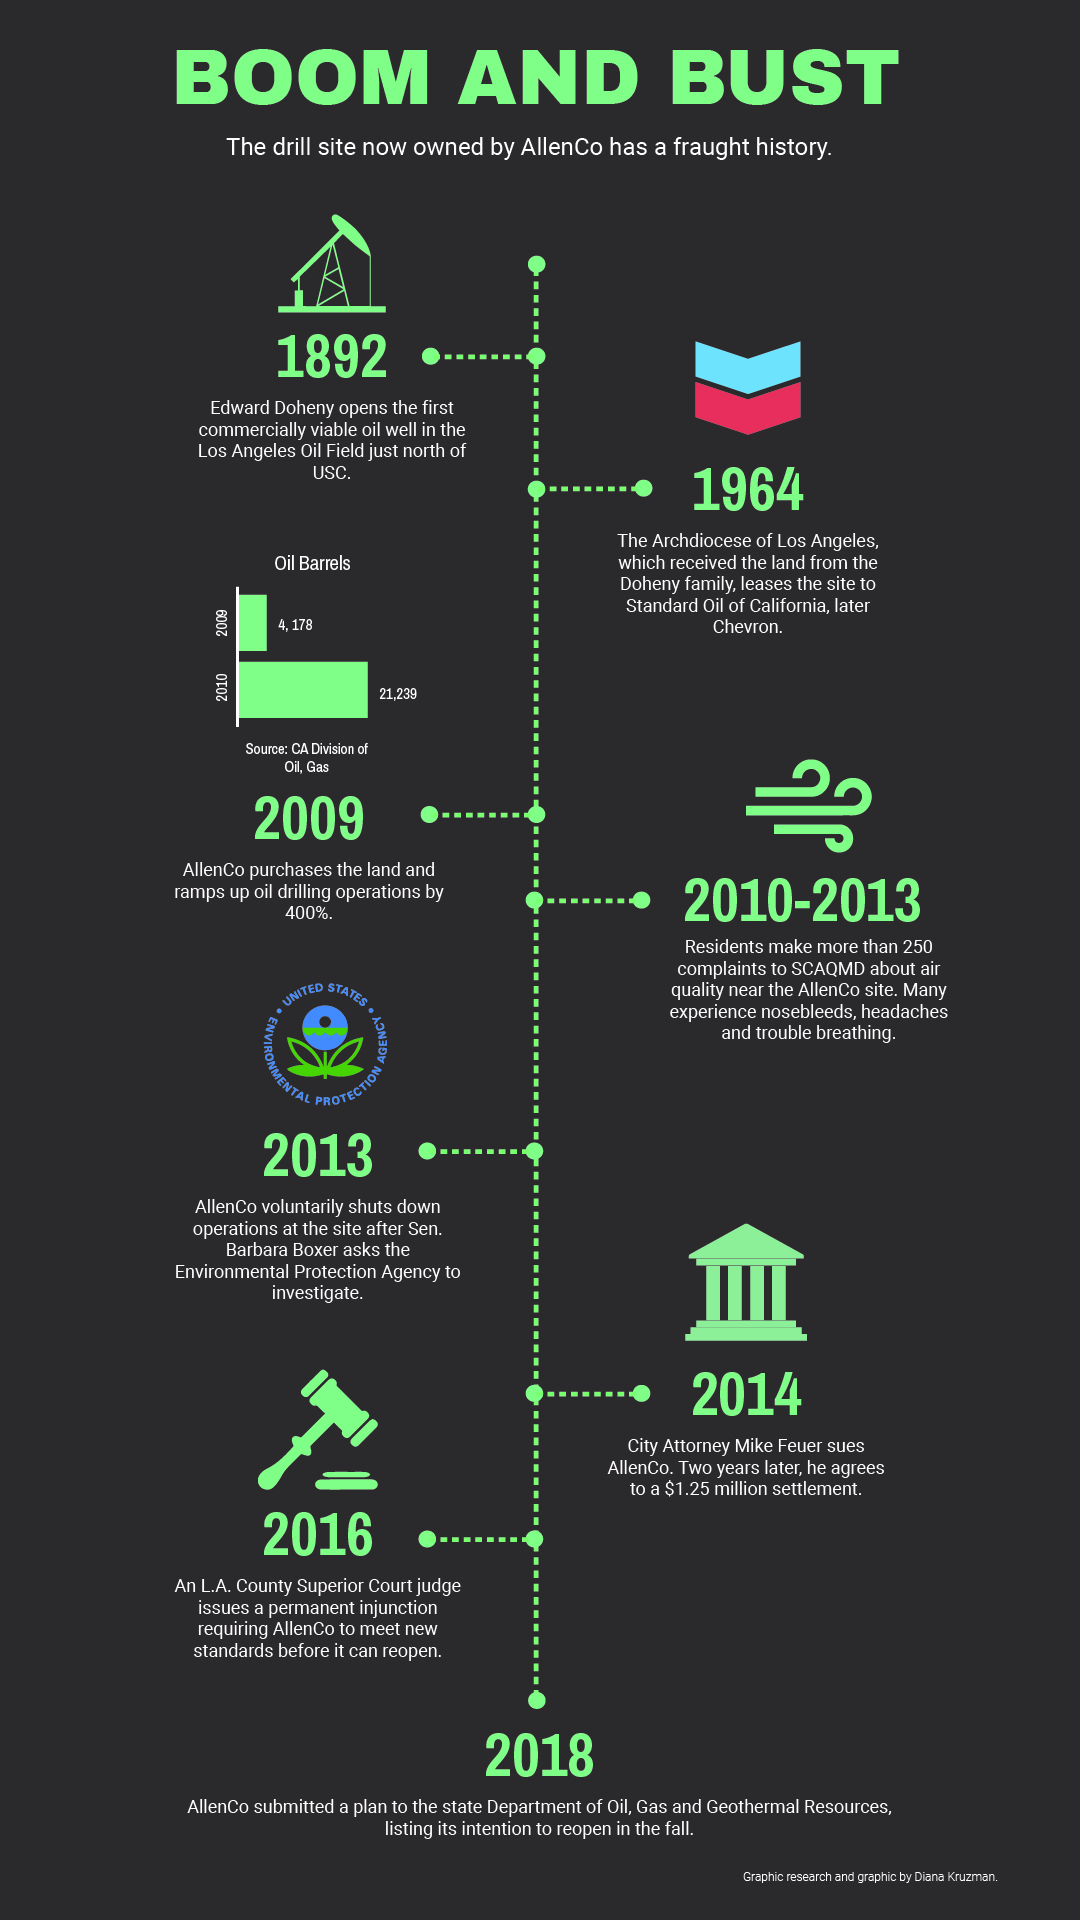 BOOM AND BUST
The drill site now owned by AllenCo has a fraught history.
1892
Edward Doheny opens the first
commercially viable oil well in the
Los Angeles Oil Field just north of
USC.
1964
The Archdiocese of Los Angeles,
which received the land from the
Doheny family, leases the site to
Standard Oil of California, later
Chevron.
Oil Barrels
2009
4, 178
2010
21,239
Source: CA Division of
Oil, Gas
2009
AllenCo purchases the land and
ramps up oil drilling operations by
400%.
2010-2013
Residents make more than 250
complaints to SCAQMD about air
quality near the AllenCo site. Many
experience nosebleeds, headaches
and trouble breathing.
UNITED STATES
ENVIRONMENTAL PROTECTION AGENCY
2013
AllenCo voluntarily shuts down
operations at the site after Sen.
Barbara Boxer asks the
Environmental Protection Agency to
investigate.
2014
City Attorney Mike Feuer sues
AllenCo. Two years later, he agrees
to a $1.25 million settlement.
2016
An L.A. County Superior Court judge
issues a permanent injunction
requiring AllenCo to meet new
standards before it can reopen.
2018
AllenCo submitted a plan to the state Department of Oil, Gas and Geothermal Resources,
listing its intention to reopen in the fall.
Graphic research and graphic by Diana Kruzman.